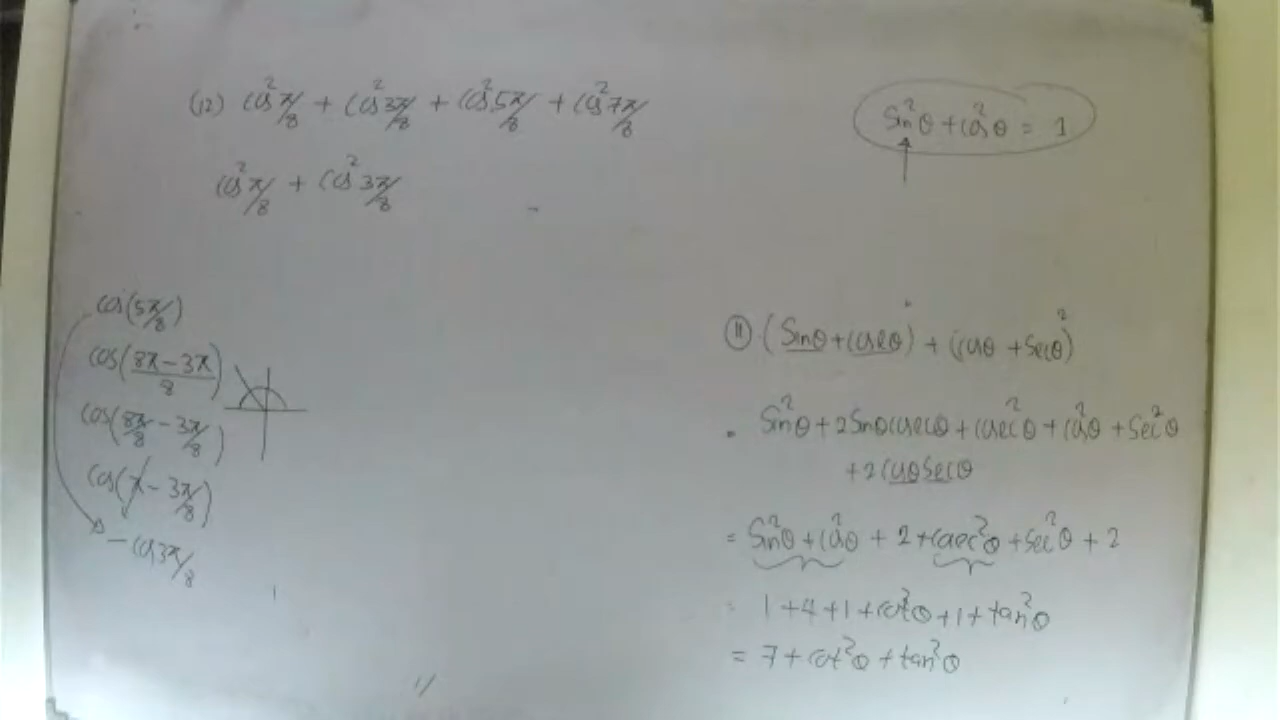 (12) cos²π/8 + cos²3π/8 + cos²5π/8 + cos²7π/8
cos²π/8 + cos²3π/8
sin²θ + cos²θ = 1
cos(5π/8)
cos(8π-3π/8)
cos(8π/8 - 3π/8)
cos(π - 3π/8)
- cos3π/8
(11) (Sinθ + cosecθ) + (cosθ + secθ)²
Sin²θ + 2Sinθcosecθ + cosec²θ + cos²θ + Sec²θ
+ 2cosθSecθ
= Sin²θ + cos²θ + 2 + cosec²θ + sec²θ + 2
= 1 + 4 + 1 + cot²θ + 1 + tan²θ
= 7 + cot²θ + tan²θ